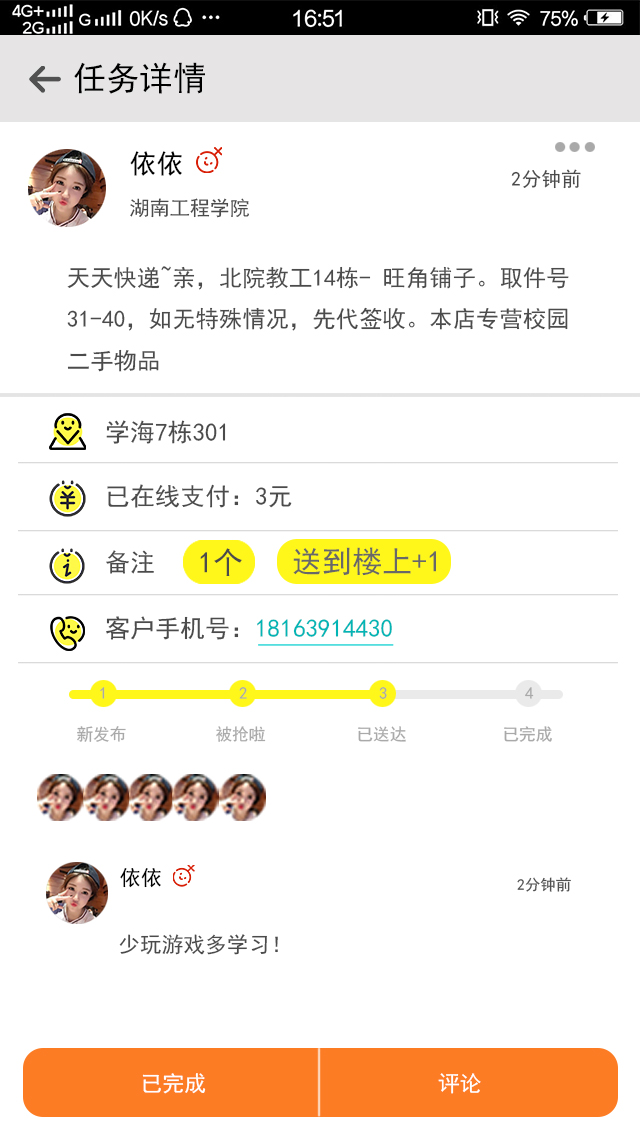 4G+ 2G G 0K/s ··· 16:51 75%
任务详情
依依
2分钟前
湖南工程学院
天天快递~亲，北院教工14栋- 旺角铺子。取件号
31-40，如无特殊情况，先代签收。本店专营校园
二手物品
学海7栋301
已在线支付：3元
备注 1个 送到楼上+1
客户手机号：18163914430
1 2 3 4
新发布 被抢啦 已送达 已完成
依依 2分钟前
少玩游戏多学习！
已完成 评论